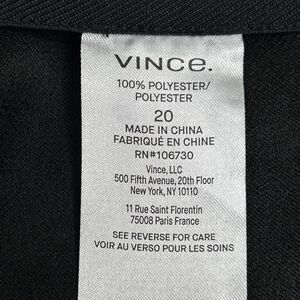 VINCE.
100% POLYESTER/
POLYESTER
20
MADE IN CHINA
FABRIQUÉ EN CHINE
RN#106730
Vince, LLC
500 Fifth Avenue, 20th Floor
New York, NY 10110
11 Rue Saint Florentin
75008 Paris France
SEE REVERSE FOR CARE
VOIR AU VERSO POUR LES SOINS